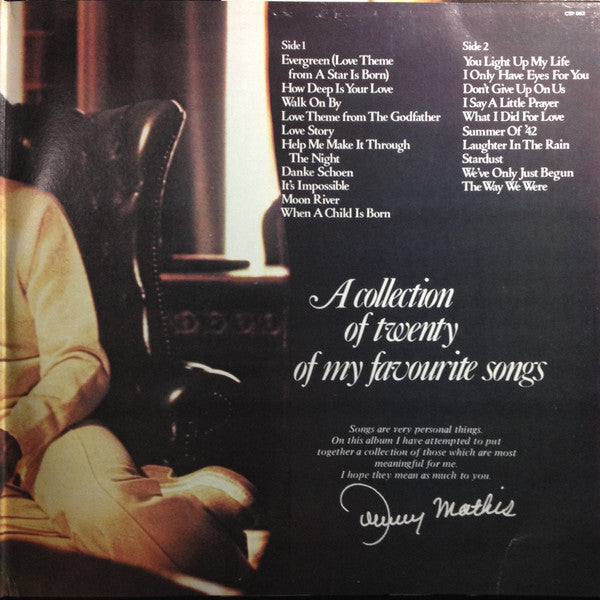 CSP 002
Side 1
Evergreen (Love Theme
from A Star Is Born)
How Deep Is Your Love
Walk On By
Love Theme from The Godfather
Love Story
Help Me Make It Through
The Night
Danke Schoen
It's Impossible
Moon River
When A Child Is Born
Side 2
You Light Up My Life
I Only Have Eyes For You
Don't Give Up On Us
I Say A Little Prayer
What I Did For Love
Summer Of '42
Laughter In The Rain
Stardust
We've Only Just Begun
The Way We Were
A collection
of twenty
of my favourite songs
Songs are very personal things.
On this album I have attempted to put
together a collection of those which are most
meaningful for me.
I hope they mean as much to you.
Johnny Mathis